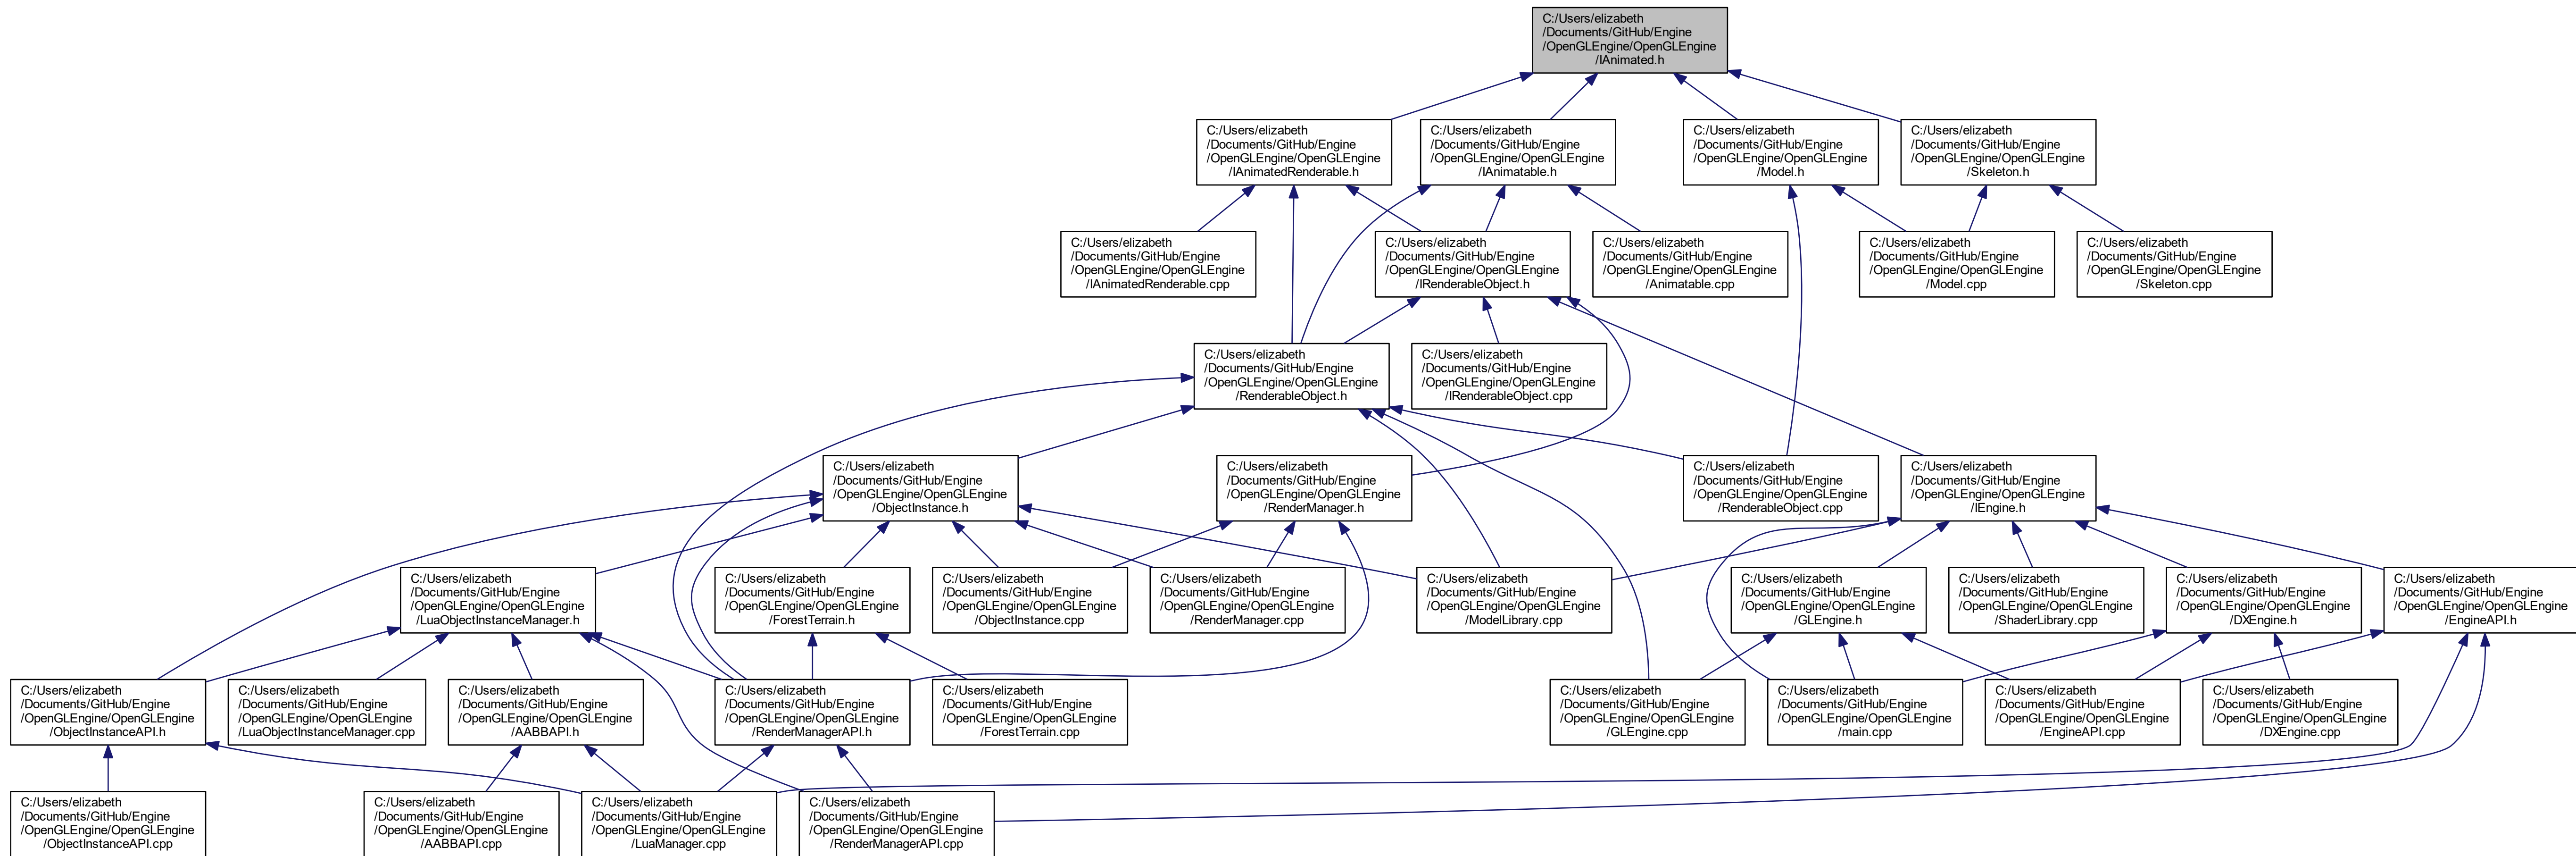 C:/Users/elizabeth
/Documents/GitHub/Engine
/OpenGLEngine/OpenGLEngine
/IAnimated.h
C:/Users/elizabeth
/Documents/GitHub/Engine
/OpenGLEngine/OpenGLEngine
/IAnimatedRenderable.h
C:/Users/elizabeth
/Documents/GitHub/Engine
/OpenGLEngine/OpenGLEngine
/IAnimatable.h
C:/Users/elizabeth
/Documents/GitHub/Engine
/OpenGLEngine/OpenGLEngine
/Model.h
C:/Users/elizabeth
/Documents/GitHub/Engine
/OpenGLEngine/OpenGLEngine
/Skeleton.h
C:/Users/elizabeth
/Documents/GitHub/Engine
/OpenGLEngine/OpenGLEngine
/IAnimatedRenderable.cpp
C:/Users/elizabeth
/Documents/GitHub/Engine
/OpenGLEngine/OpenGLEngine
/IRenderableObject.h
C:/Users/elizabeth
/Documents/GitHub/Engine
/OpenGLEngine/OpenGLEngine
/Animatable.cpp
C:/Users/elizabeth
/Documents/GitHub/Engine
/OpenGLEngine/OpenGLEngine
/Model.cpp
C:/Users/elizabeth
/Documents/GitHub/Engine
/OpenGLEngine/OpenGLEngine
/Skeleton.cpp
C:/Users/elizabeth
/Documents/GitHub/Engine
/OpenGLEngine/OpenGLEngine
/RenderableObject.h
C:/Users/elizabeth
/Documents/GitHub/Engine
/OpenGLEngine/OpenGLEngine
/IRenderableObject.cpp
C:/Users/elizabeth
/Documents/GitHub/Engine
/OpenGLEngine/OpenGLEngine
/ObjectInstance.h
C:/Users/elizabeth
/Documents/GitHub/Engine
/OpenGLEngine/OpenGLEngine
/RenderManager.h
C:/Users/elizabeth
/Documents/GitHub/Engine
/OpenGLEngine/OpenGLEngine
/RenderableObject.cpp
C:/Users/elizabeth
/Documents/GitHub/Engine
/OpenGLEngine/OpenGLEngine
/IEngine.h
C:/Users/elizabeth
/Documents/GitHub/Engine
/OpenGLEngine/OpenGLEngine
/LuaObjectInstanceManager.h
C:/Users/elizabeth
/Documents/GitHub/Engine
/OpenGLEngine/OpenGLEngine
/ForestTerrain.h
C:/Users/elizabeth
/Documents/GitHub/Engine
/OpenGLEngine/OpenGLEngine
/ObjectInstance.cpp
C:/Users/elizabeth
/Documents/GitHub/Engine
/OpenGLEngine/OpenGLEngine
/RenderManager.cpp
C:/Users/elizabeth
/Documents/GitHub/Engine
/OpenGLEngine/OpenGLEngine
/ModelLibrary.cpp
C:/Users/elizabeth
/Documents/GitHub/Engine
/OpenGLEngine/OpenGLEngine
/GLEngine.h
C:/Users/elizabeth
/Documents/GitHub/Engine
/OpenGLEngine/OpenGLEngine
/ShaderLibrary.cpp
C:/Users/elizabeth
/Documents/GitHub/Engine
/OpenGLEngine/OpenGLEngine
/DXEngine.h
C:/Users/elizabeth
/Documents/GitHub/Engine
/OpenGLEngine/OpenGLEngine
/EngineAPI.h
C:/Users/elizabeth
/Documents/GitHub/Engine
/OpenGLEngine/OpenGLEngine
/ObjectInstanceAPI.h
C:/Users/elizabeth
/Documents/GitHub/Engine
/OpenGLEngine/OpenGLEngine
/LuaObjectInstanceManager.cpp
C:/Users/elizabeth
/Documents/GitHub/Engine
/OpenGLEngine/OpenGLEngine
/AABBAPI.h
C:/Users/elizabeth
/Documents/GitHub/Engine
/OpenGLEngine/OpenGLEngine
/RenderManagerAPI.h
C:/Users/elizabeth
/Documents/GitHub/Engine
/OpenGLEngine/OpenGLEngine
/ForestTerrain.cpp
C:/Users/elizabeth
/Documents/GitHub/Engine
/OpenGLEngine/OpenGLEngine
/GLEngine.cpp
C:/Users/elizabeth
/Documents/GitHub/Engine
/OpenGLEngine/OpenGLEngine
/main.cpp
C:/Users/elizabeth
/Documents/GitHub/Engine
/OpenGLEngine/OpenGLEngine
/EngineAPI.cpp
C:/Users/elizabeth
/Documents/GitHub/Engine
/OpenGLEngine/OpenGLEngine
/DXEngine.cpp
C:/Users/elizabeth
/Documents/GitHub/Engine
/OpenGLEngine/OpenGLEngine
/ObjectInstanceAPI.cpp
C:/Users/elizabeth
/Documents/GitHub/Engine
/OpenGLEngine/OpenGLEngine
/AABBAPI.cpp
C:/Users/elizabeth
/Documents/GitHub/Engine
/OpenGLEngine/OpenGLEngine
/LuaManager.cpp
C:/Users/elizabeth
/Documents/GitHub/Engine
/OpenGLEngine/OpenGLEngine
/RenderManagerAPI.cpp